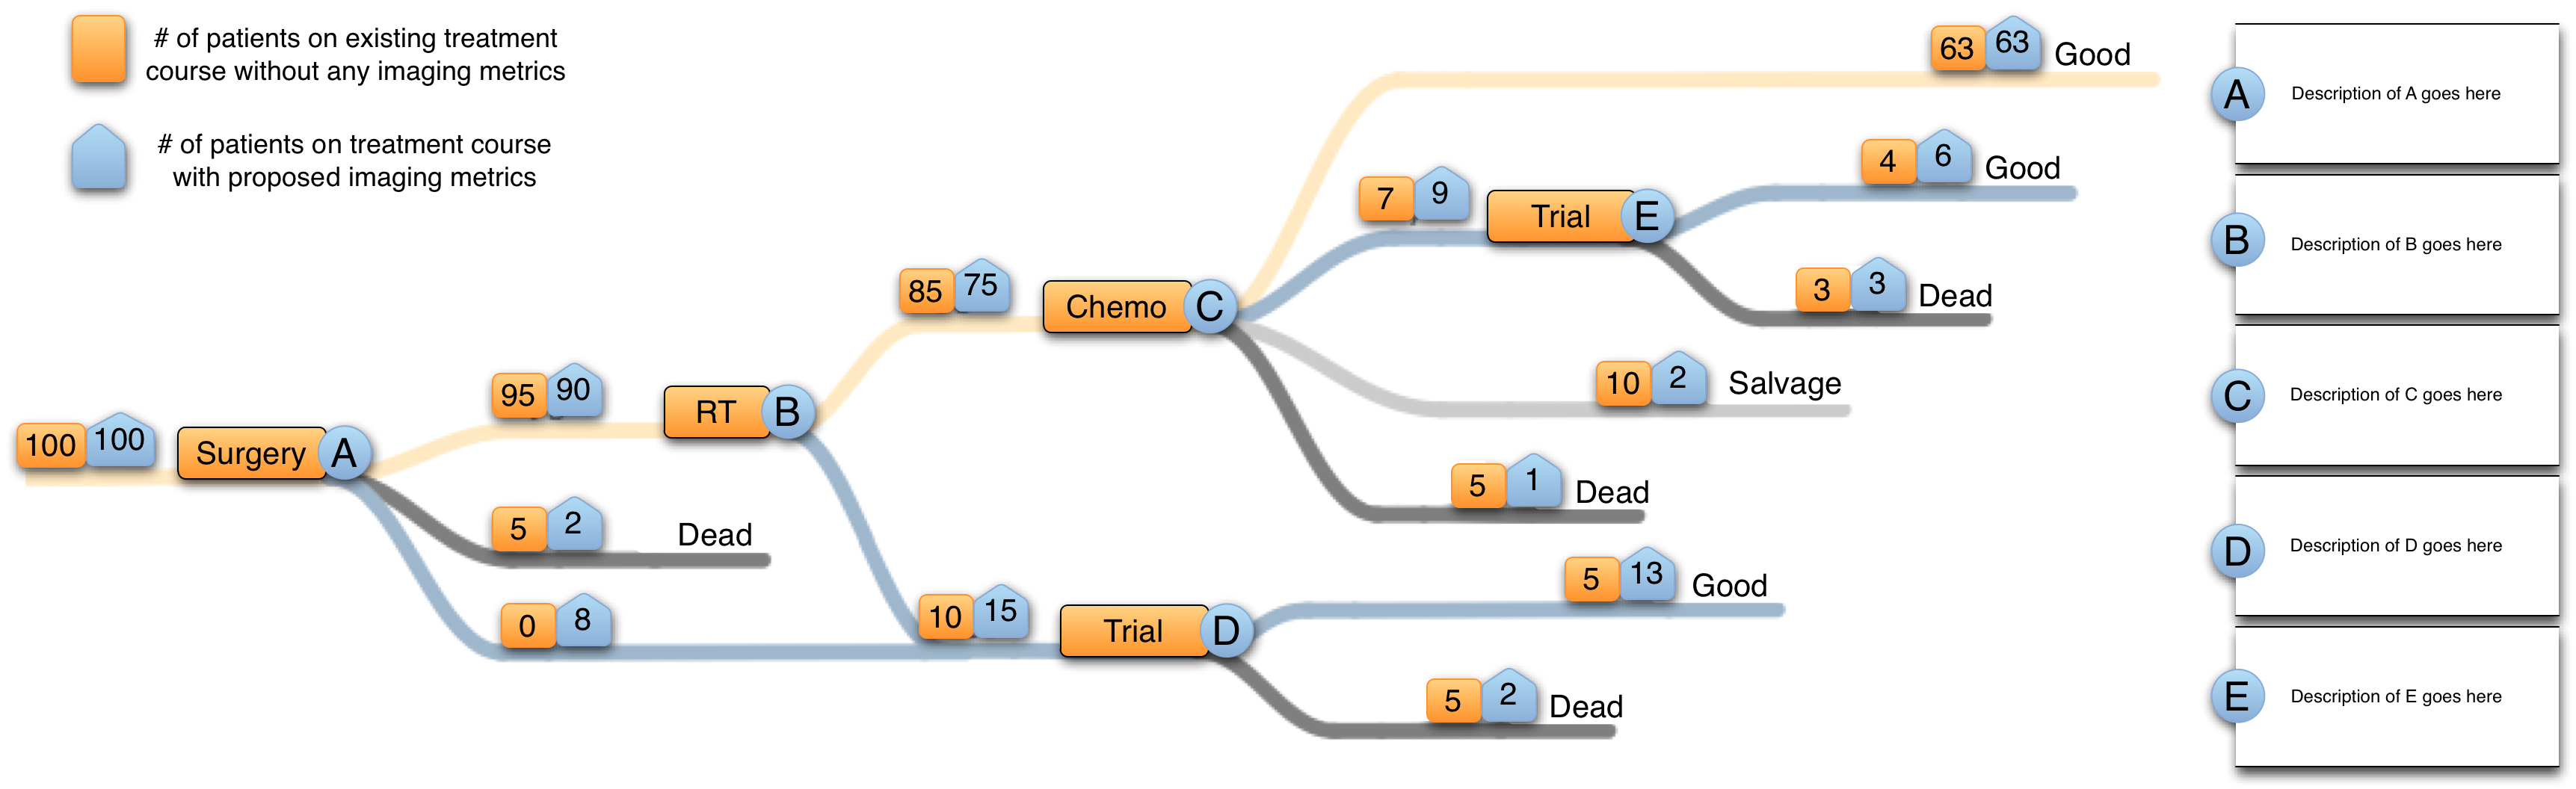 # of patients on existing treatment
course without any imaging metrics
# of patients on treatment course
with proposed imaging metrics
63 63 Good
4 6 Good
7 9 Trial E
3 3 Dead
85 75 Chemo C
10 2 Salvage
95 90 RT B
5 1 Dead
100 100 Surgery A
5 2 Dead
5 13 Good
0 8
10 15 Trial D
5 2 Dead
A Description of A goes here
B Description of B goes here
C Description of C goes here
D Description of D goes here
E Description of E goes here